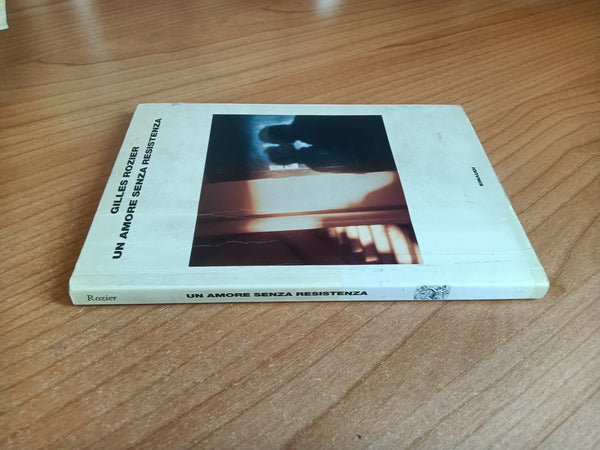 GILLES ROZIER
UN AMORE SENZA RESISTENZA
EINAUDI
Rozier
UN AMORE SENZA RESISTENZA